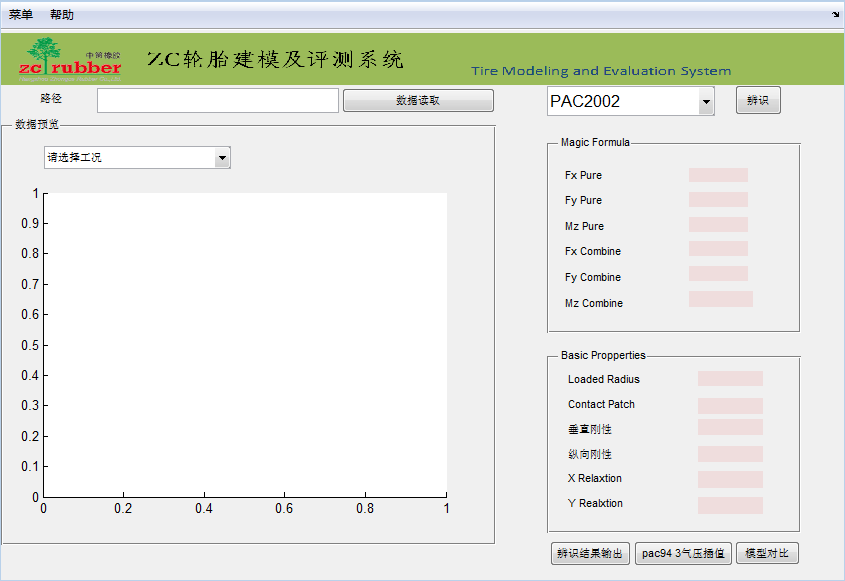 菜单 帮助
中策橡胶
zc rubber
ZC轮胎建模及评测系统
Tire Modeling and Evaluation System
路径
数据读取
PAC2002
辨识
数据预览
请选择工况
1
0.9
0.8
0.7
0.6
0.5
0.4
0.3
0.2
0.1
0
0 0.2 0.4 0.6 0.8 1
Magic Formula
Fx Pure
Fy Pure
Mz Pure
Fx Combine
Fy Combine
Mz Combine
Basic Propperties
Loaded Radius
Contact Patch
垂直刚性
纵向刚性
X Relaxtion
Y Realxtion
辨识结果输出 pac94 3气压插值 模型对比